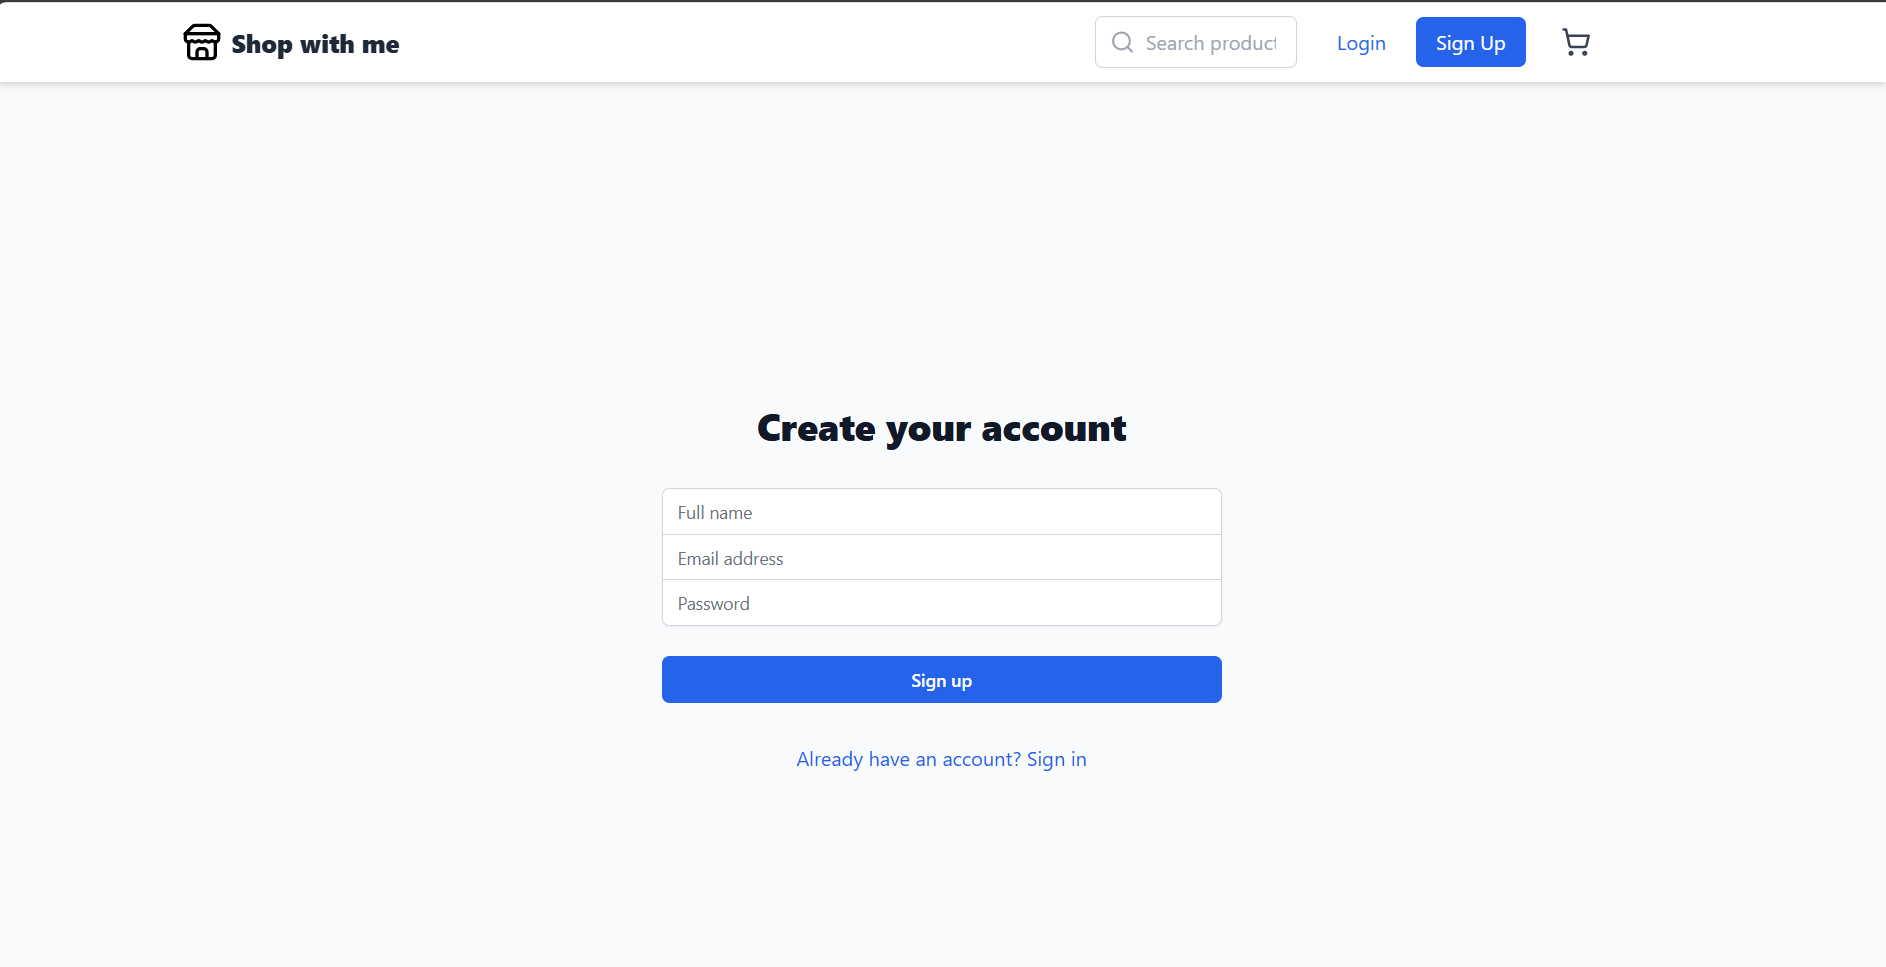 Shop with me
Search product
Login
Sign Up
Create your account
Full name
Email address
Password
Sign up
Already have an account? Sign in